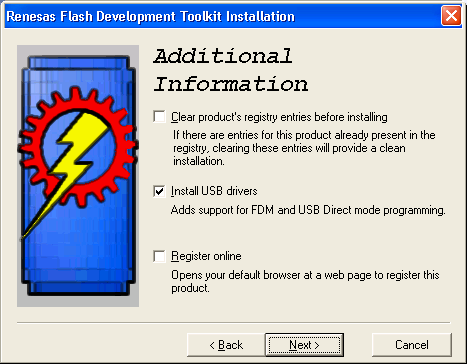 Renesas Flash Development Toolkit Installation
Additional
Information
Clear product's registry entries before installing
If there are entries for this product already present in the
registry, clearing these entries will provide a clean
installation.
Install USB drivers
Adds support for FDM and USB Direct mode programming.
Register online
Opens your default browser at a web page to register this
product.
< Back Next > Cancel